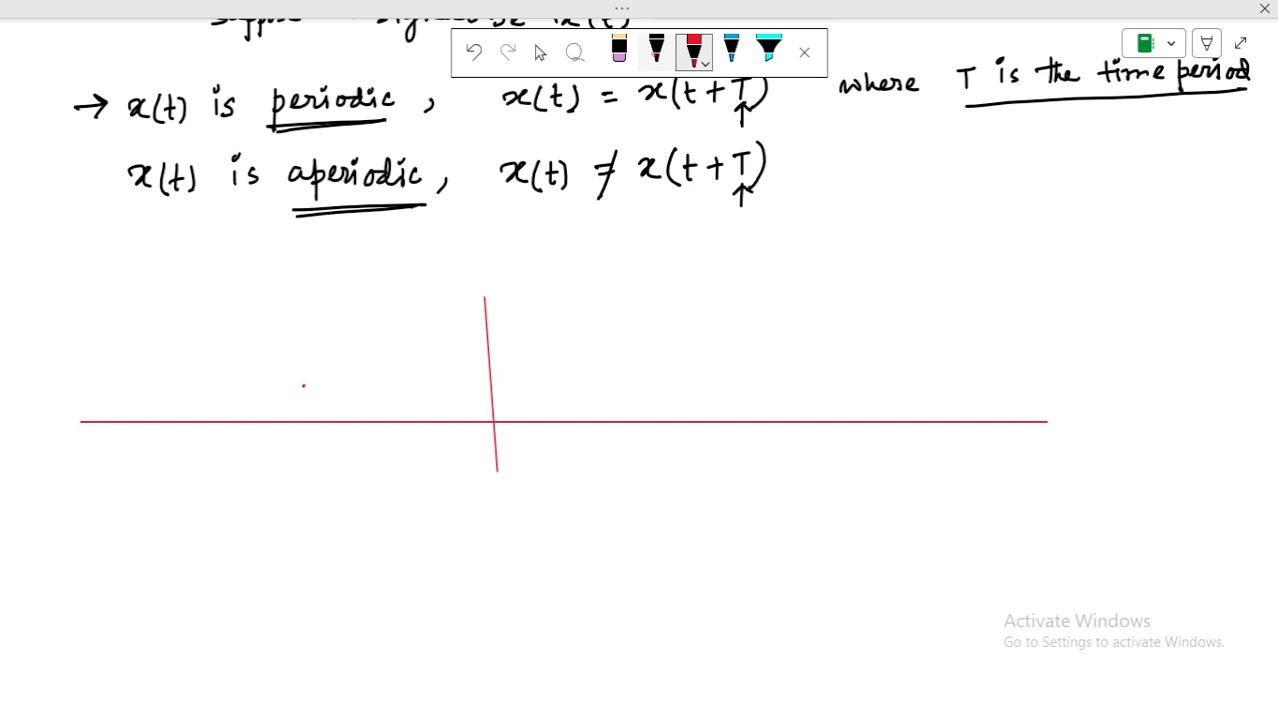 x(t) is periodic, x(t) = x(t+T) where T is the time period
x(t) is aperiodic, x(t) ≠ x(t+T)
Activate Windows
Go to Settings to activate Windows.